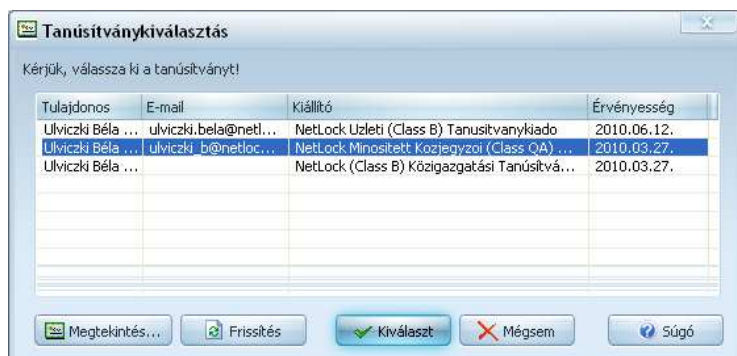 Tanúsítványkiválasztás
Kérjük, válassza ki a tanúsítványt!
Tulajdonos E-mail Kiállító Érvényesség
Ulviczki Béla ... ulviczki.bela@netl... NetLock Uzleti (Class B) Tanusitvanykiado 2010.06.12.
Ulviczki Béla ... ulviczki_b@netloc... NetLock Minositett Kozjegyzoi (Class QA) ... 2010.03.27.
Ulviczki Béla ... NetLock (Class B) Közigazgatási Tanúsítvá... 2010.03.27.
Megtekintés... Frissítés Kiválaszt Mégsem Súgó